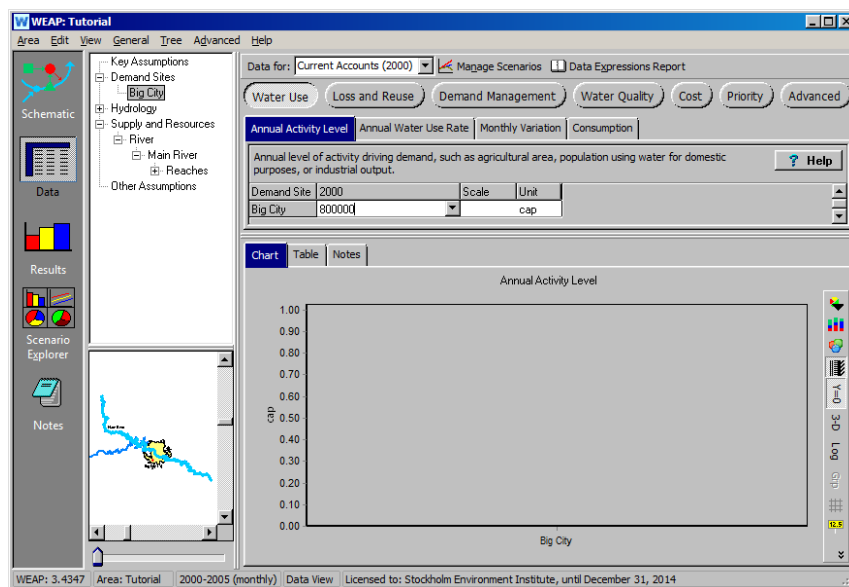 WEAP: Tutorial
Area Edit View General Tree Advanced Help
Schematic
Data
Results
Scenario
Explorer
Notes
Key Assumptions
Demand Sites
Big City
Hydrology
Supply and Resources
River
Main River
Reaches
Other Assumptions
Data for: Current Accounts (2000) Manage Scenarios Data Expressions Report
Water Use Loss and Reuse Demand Management Water Quality Cost Priority Advanced
Annual Activity Level Annual Water Use Rate Monthly Variation Consumption
Annual level of activity driving demand, such as agricultural area, population using water for domestic
purposes, or industrial output.
? Help
Demand Site 2000 Scale Unit
Big City 800000 cap
Chart Table Notes
Annual Activity Level
1.00
0.90
0.80
0.70
0.60
0.50
0.40
0.30
0.20
0.10
0.00
cap
Big City
Y=0
3-D
Log
Grp
12.5
WEAP: 3.4347 Area: Tutorial 2000-2005 (monthly) Data View Licensed to: Stockholm Environment Institute, until December 31, 2014